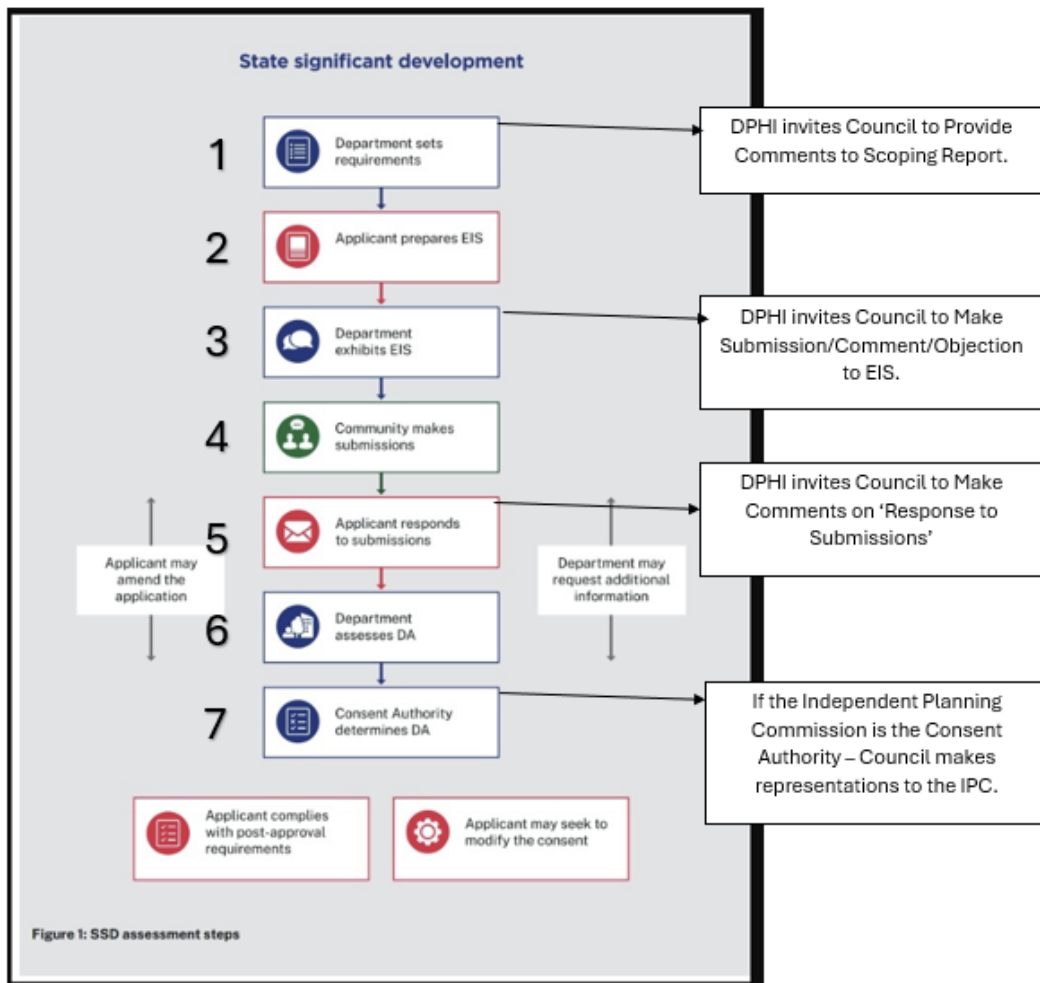 State significant development
1
Department sets
requirements
DPHI invites Council to Provide
Comments to Scoping Report.
2
Applicant prepares EIS
3
Department
exhibits EIS
DPHI invites Council to Make
Submission/Comment/Objection
to EIS.
4
Community makes
submissions
5
Applicant responds
to submissions
DPHI invites Council to Make
Comments on ‘Response to
Submissions’
Applicant may
amend the
application
Department may
request additional
information
6
Department
assesses DA
7
Consent Authority
determines DA
If the Independent Planning
Commission is the Consent
Authority – Council makes
representations to the IPC.
Applicant complies
with post-approval
requirements
Applicant may seek to
modify the consent
Figure 1: SSD assessment steps